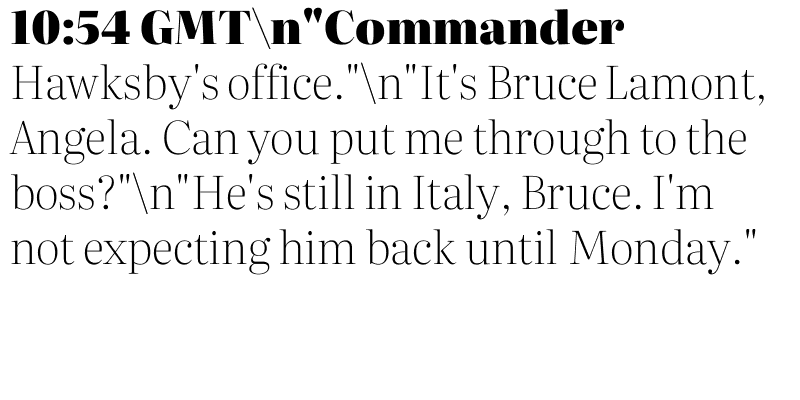 10:54 GMT\n"Commander
Hawksby's office."\n"It's Bruce Lamont,
Angela. Can you put me through to the
boss?"\n"He's still in Italy, Bruce. I'm
not expecting him back until Monday."